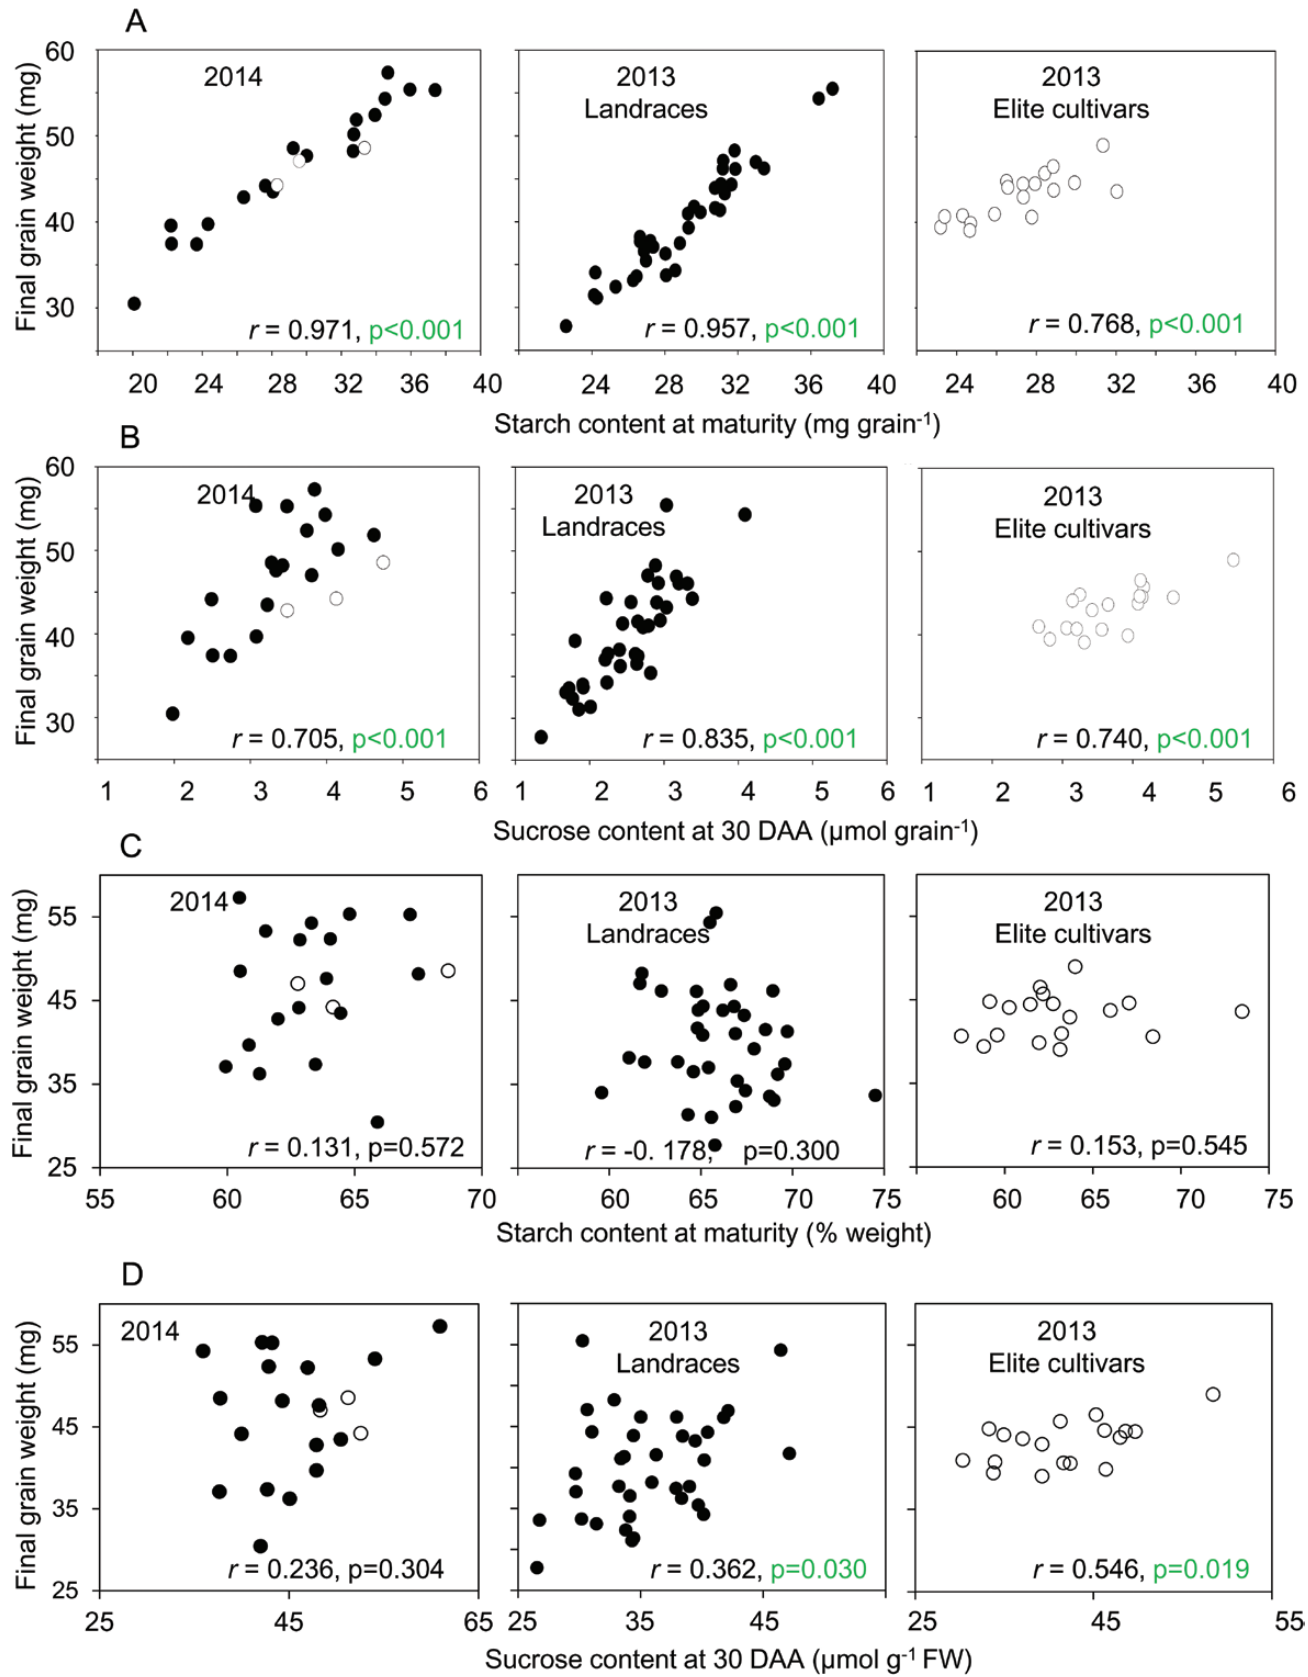 A
60
50
40
30
Final grain weight (mg)
2014
r = 0.971, p<0.001
20 24 28 32 36 40
2013
Landraces
r = 0.957, p<0.001
24 28 32 36 40
2013
Elite cultivars
r = 0.768, p<0.001
24 28 32 36 40
Starch content at maturity (mg grain-1)
B
60
50
40
30
Final grain weight (mg)
2014
r = 0.705, p<0.001
1 2 3 4 5 6
2013
Landraces
r = 0.835, p<0.001
1 2 3 4 5 6
2013
Elite cultivars
r = 0.740, p<0.001
1 2 3 4 5 6
Sucrose content at 30 DAA (µmol grain-1)
C
55
45
35
25
Final grain weight (mg)
2014
r = 0.131, p=0.572
55 60 65 70
2013
Landraces
r = -0. 178, p=0.300
60 65 70 75
2013
Elite cultivars
r = 0.153, p=0.545
60 65 70 75
Starch content at maturity (% weight)
D
55
45
35
25
Final grain weight (mg)
2014
r = 0.236, p=0.304
25 45 65
2013
Landraces
r = 0.362, p=0.030
25 35 45
2013
Elite cultivars
r = 0.546, p=0.019
25 45 55
Sucrose content at 30 DAA (µmol g-1 FW)